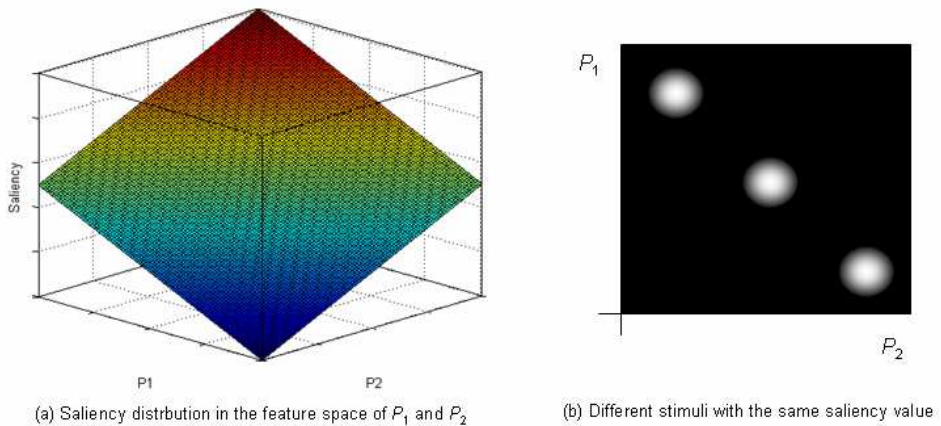 Saliency
P1
P2
(a) Saliency distrbution in the feature space of P1 and P2
P1
P2
(b) Different stimuli with the same saliency value